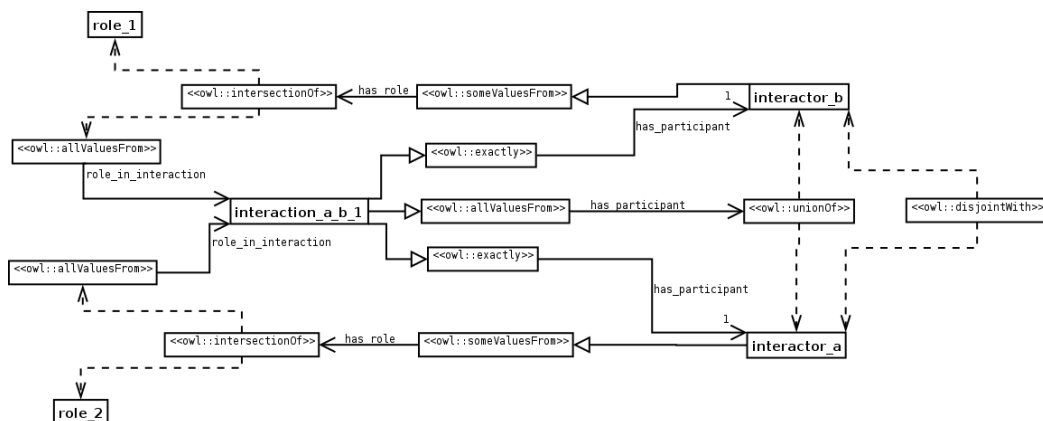 role_1
<<owl::intersectionOf>>
has_role
<<owl::someValuesFrom>>
1
interactor_b
has_participant
<<owl::allValuesFrom>>
<<owl::exactly>>
role_in_interaction
interaction_a_b_1
<<owl::allValuesFrom>>
has_participant
<<owl::unionOf>>
<<owl::disjointWith>>
role_in_interaction
<<owl::allValuesFrom>>
<<owl::exactly>>
has_participant
1
<<owl::intersectionOf>>
has_role
<<owl::someValuesFrom>>
interactor_a
role_2